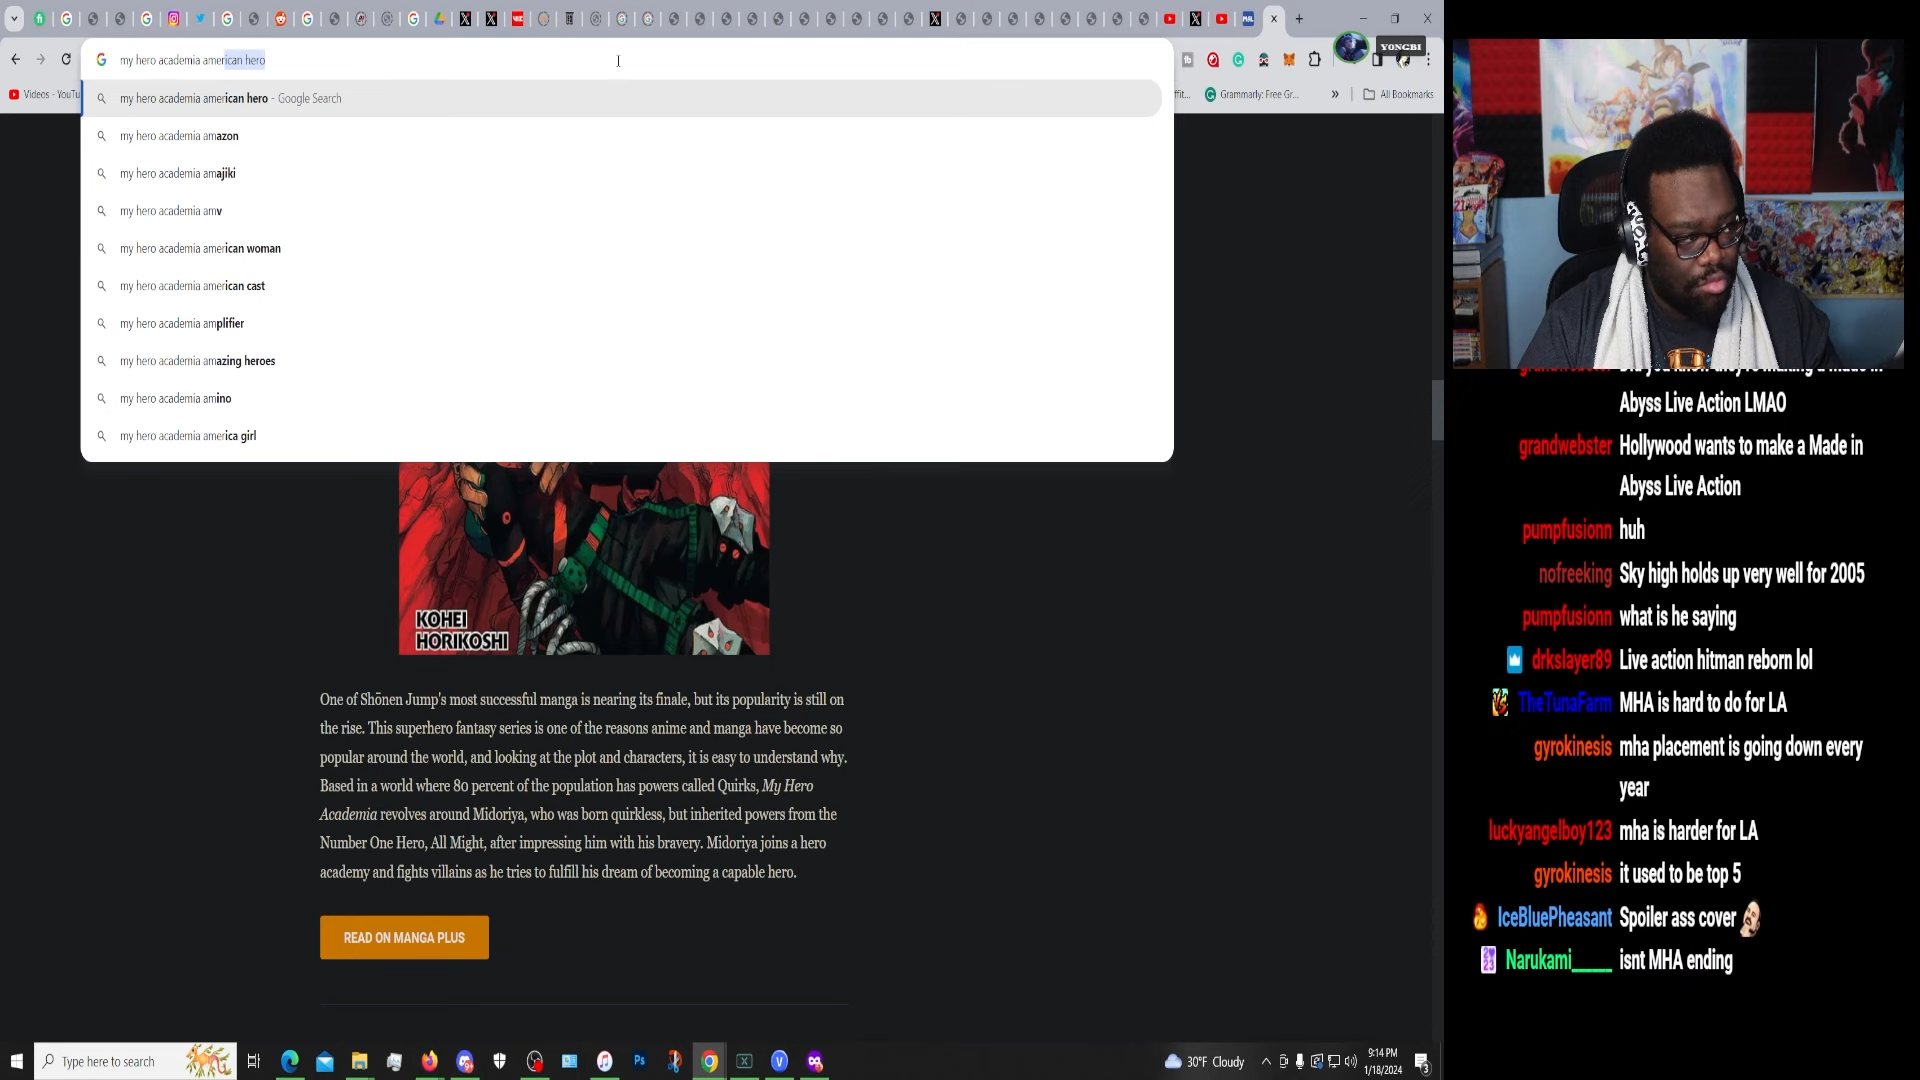 my hero academia american hero
YONGBI
Videos - YouTu
ffit...
Grammarly: Free Gr...
»
All Bookmarks
my hero academia american hero - Google Search
my hero academia amazon
my hero academia amajiki
my hero academia amv
my hero academia american woman
my hero academia american cast
my hero academia amplifier
my hero academia amazing heroes
my hero academia amino
my hero academia america girl
KOHEI
HORIKOSHI
One of Shōnen Jump's most successful manga is nearing its finale, but its popularity is still on
the rise. This superhero fantasy series is one of the reasons anime and manga have become so
popular around the world, and looking at the plot and characters, it is easy to understand why.
Based in a world where 80 percent of the population has powers called Quirks, My Hero
Academia revolves around Midoriya, who was born quirkless, but inherited powers from the
Number One Hero, All Might, after impressing him with his bravery. Midoriya joins a hero
academy and fights villains as he tries to fulfill his dream of becoming a capable hero.
READ ON MANGA PLUS
Abyss Live Action LMAO
grandwebster Hollywood wants to make a Made in
Abyss Live Action
pumpfusionn huh
nofreeking Sky high holds up very well for 2005
pumpfusionn what is he saying
drkslayer89 Live action hitman reborn lol
TheTunaFarm MHA is hard to do for LA
gyrokinesis mha placement is going down every
year
luckyangelboy123 mha is harder for LA
gyrokinesis it used to be top 5
IceBluePheasant Spoiler ass cover
Narukami_____ isnt MHA ending
Type here to search
30°F Cloudy
9:14 PM
1/18/2024
3